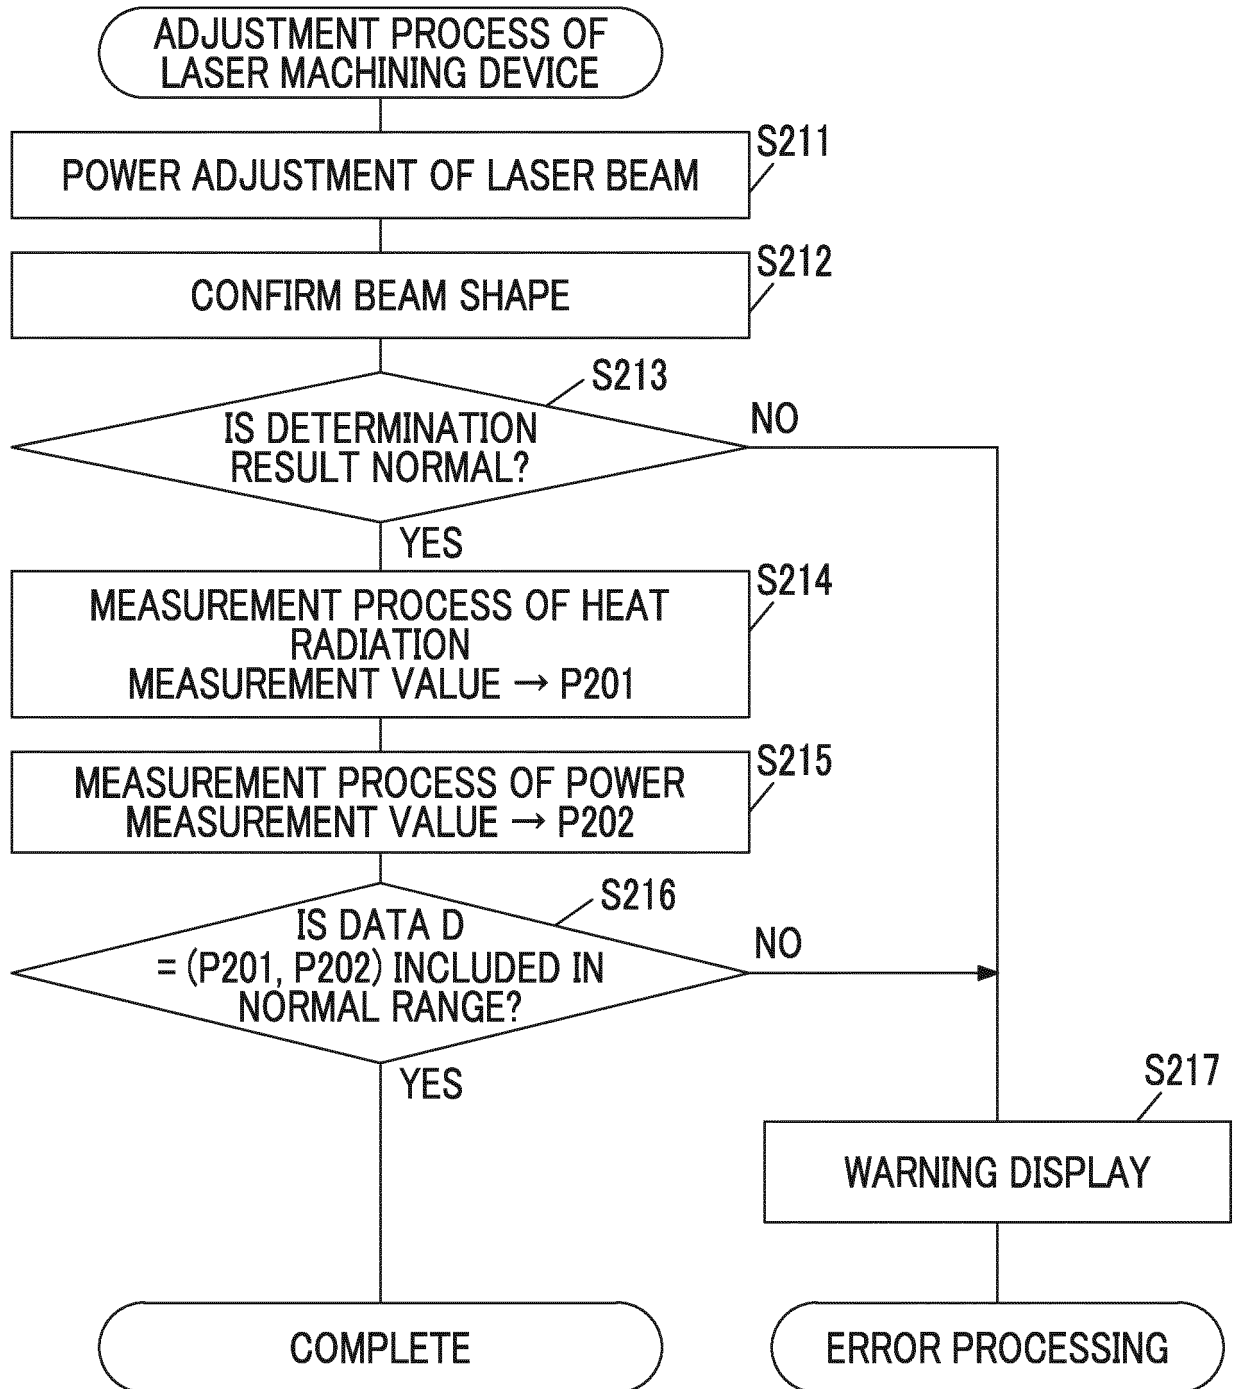 ADJUSTMENT PROCESS OF
LASER MACHINING DEVICE
S211
POWER ADJUSTMENT OF LASER BEAM
S212
CONFIRM BEAM SHAPE
S213
IS DETERMINATION
RESULT NORMAL?
NO
YES
S214
MEASUREMENT PROCESS OF HEAT
RADIATION
MEASUREMENT VALUE → P201
S215
MEASUREMENT PROCESS OF POWER
MEASUREMENT VALUE → P202
S216
IS DATA D
= (P201, P202) INCLUDED IN
NORMAL RANGE?
NO
YES
S217
WARNING DISPLAY
COMPLETE
ERROR PROCESSING